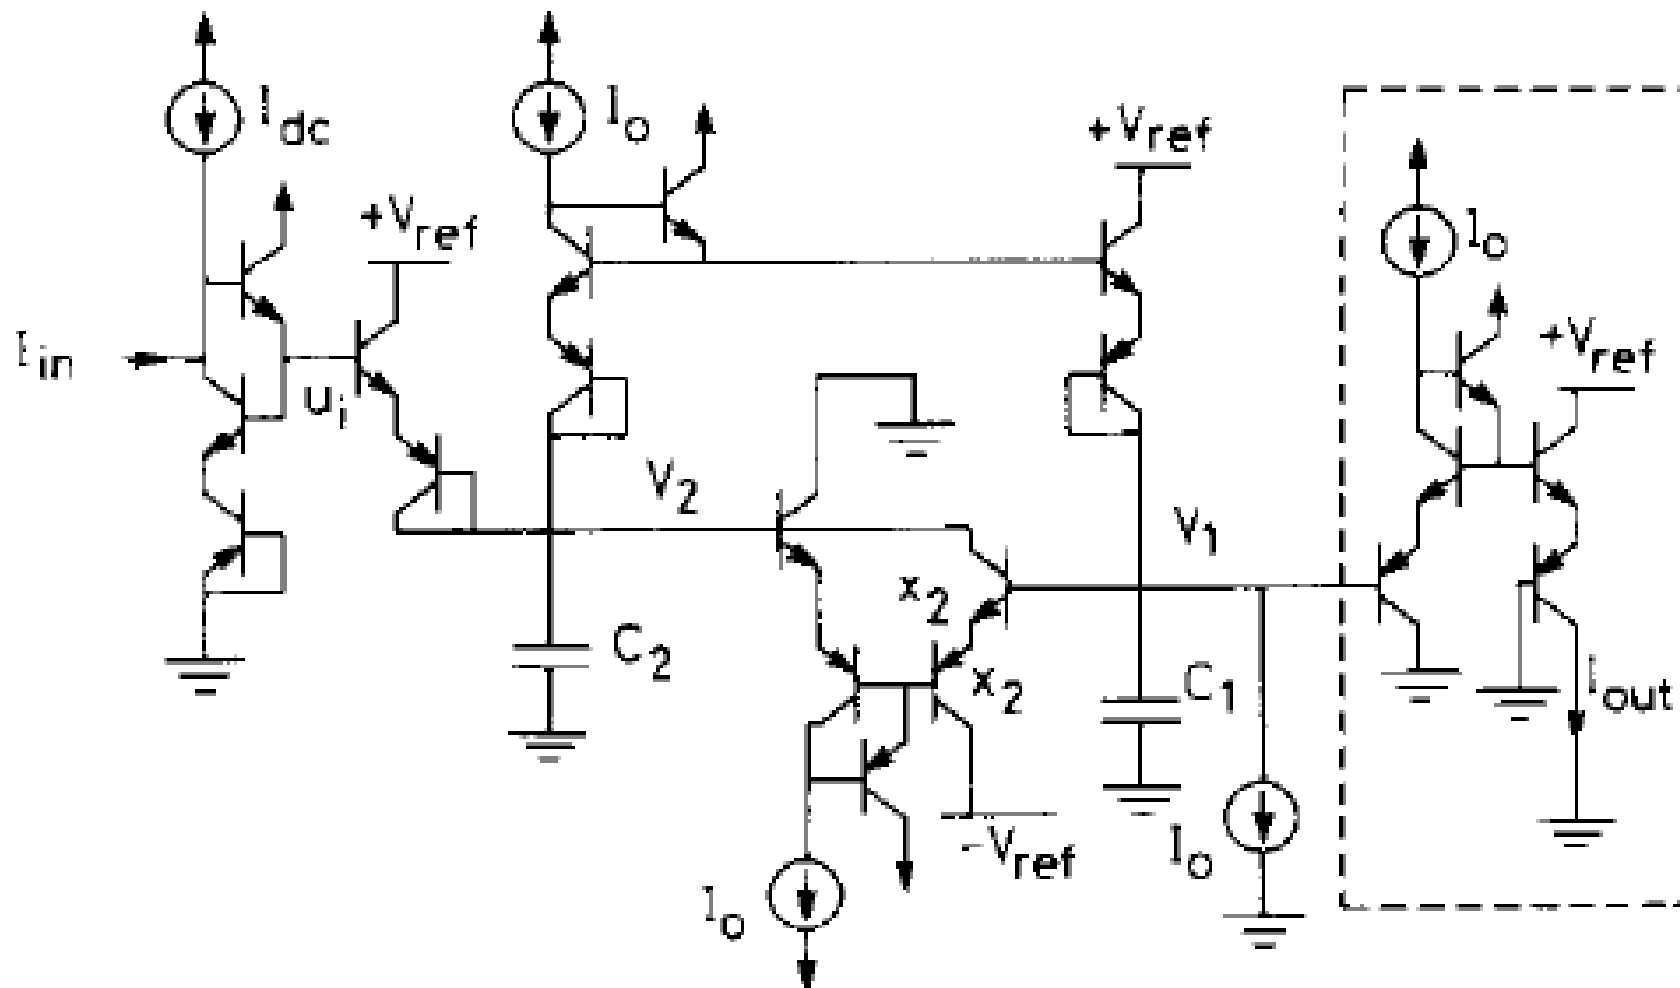 I_dc
I_o
+V_ref
+V_ref
I_o
+V_ref
I_in
u_i
V_2
V_1
x_2
x_2
C_2
C_1
I_out
-V_ref
I_o
I_o